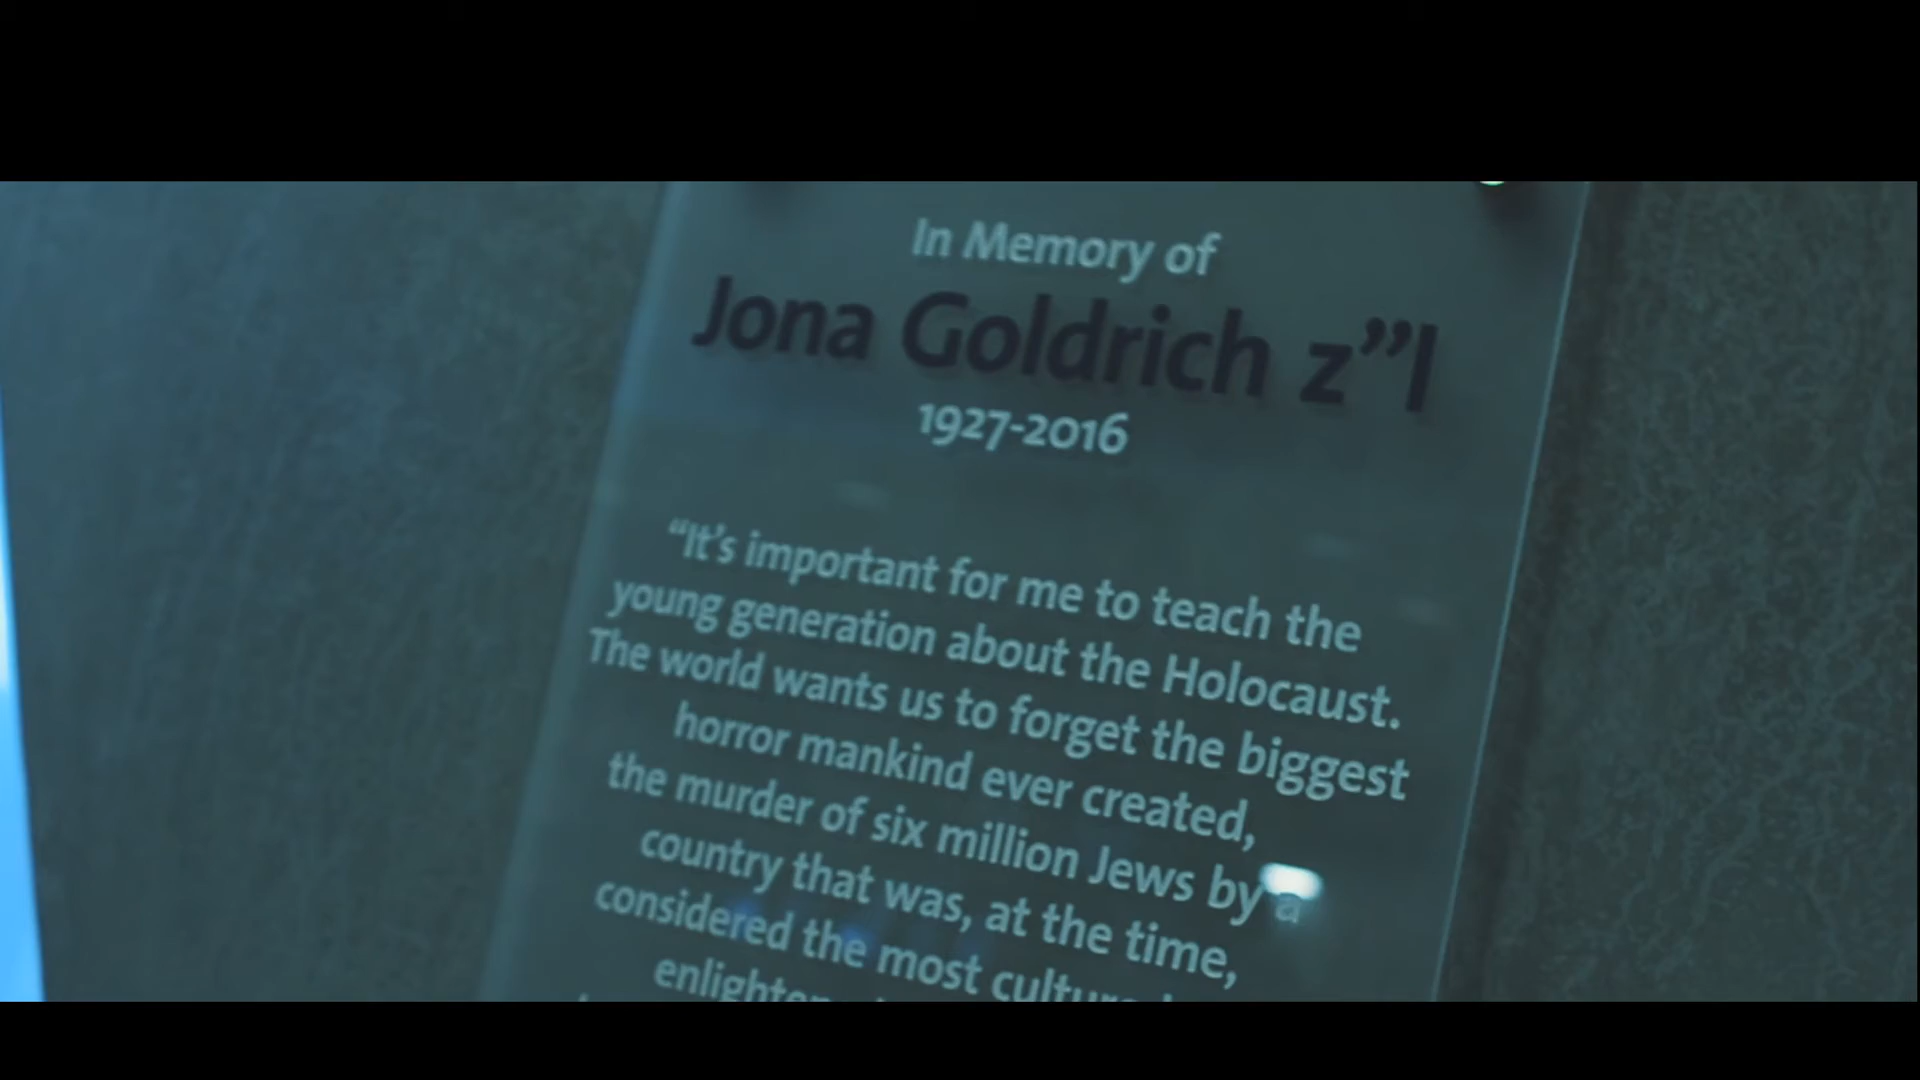 In Memory of
Jona Goldrich z”l
1927-2016
“It’s important for me to teach the
young generation about the Holocaust.
The world wants us to forget the biggest
horror mankind ever created,
the murder of six million Jews by a
country that was, at the time,
considered the most